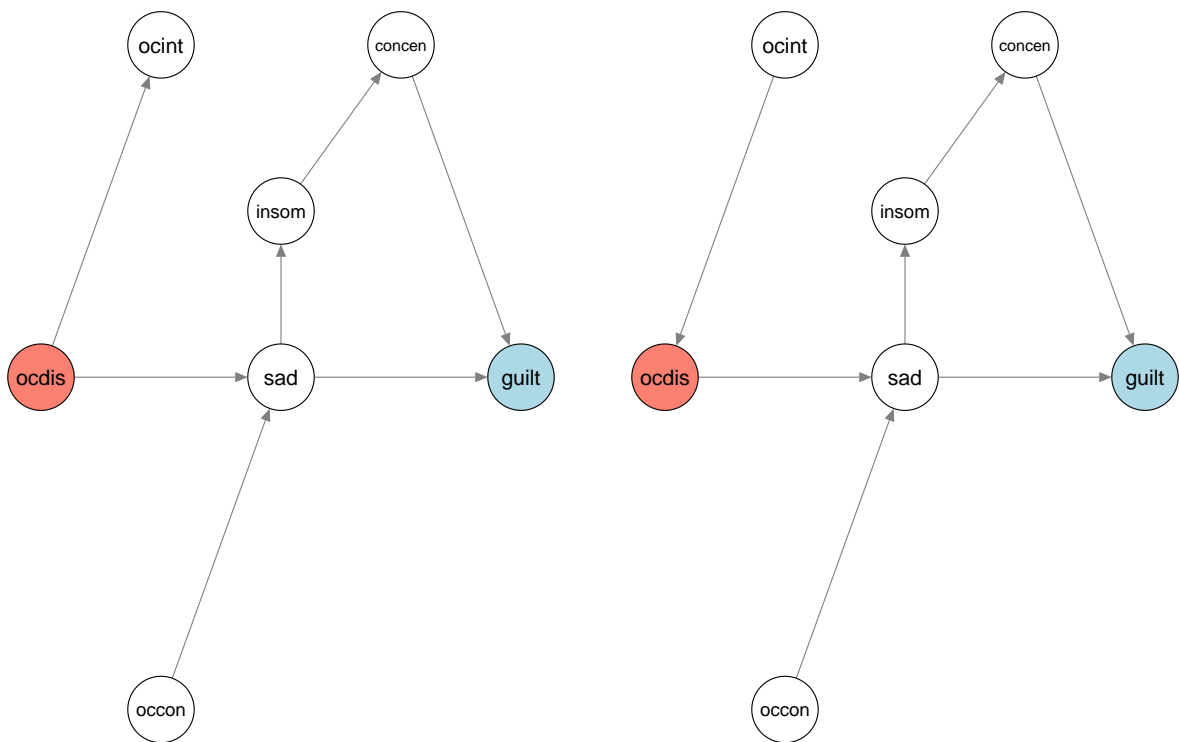 ocint
concen
insom
ocdis
sad
guilt
occon
ocint
concen
insom
ocdis
sad
guilt
occon